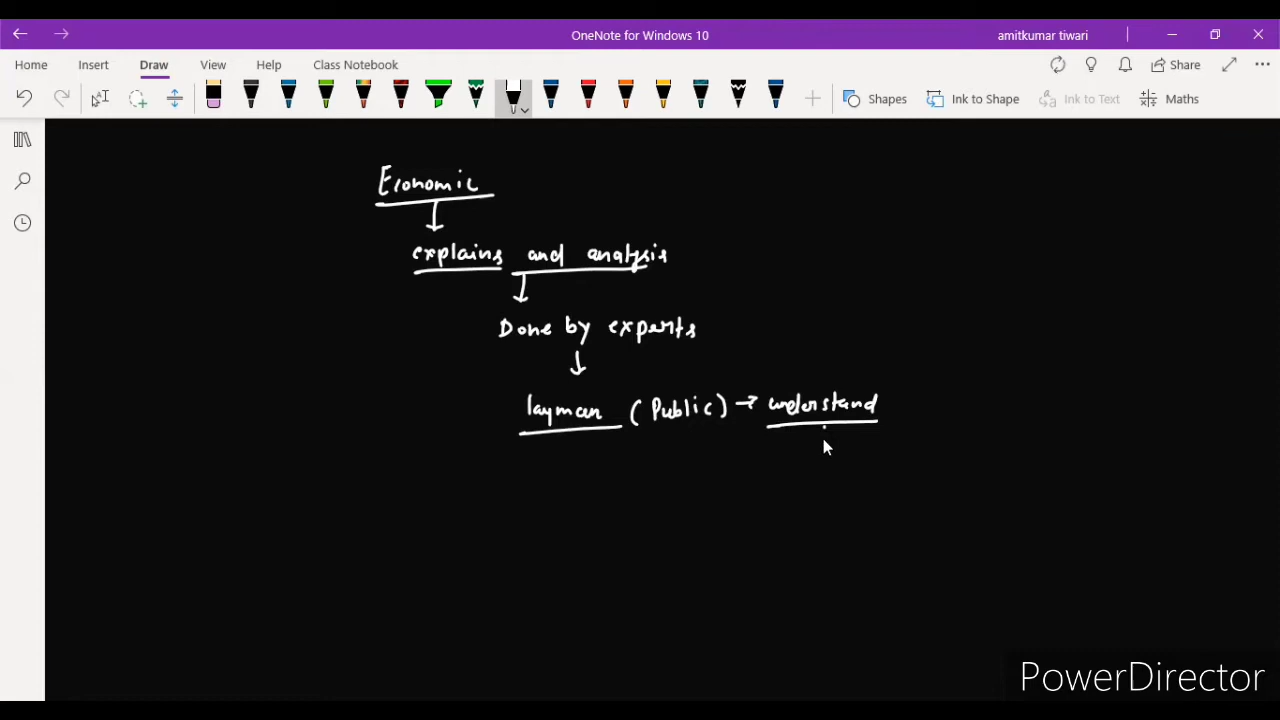 OneNote for Windows 10
amitkumar tiwari
Home Insert Draw View Help Class Notebook
Share
Shapes Ink to Shape Ink to Text Maths
Economic
explains and analysis
Done by experts
layman (Public) → understand
PowerDirector